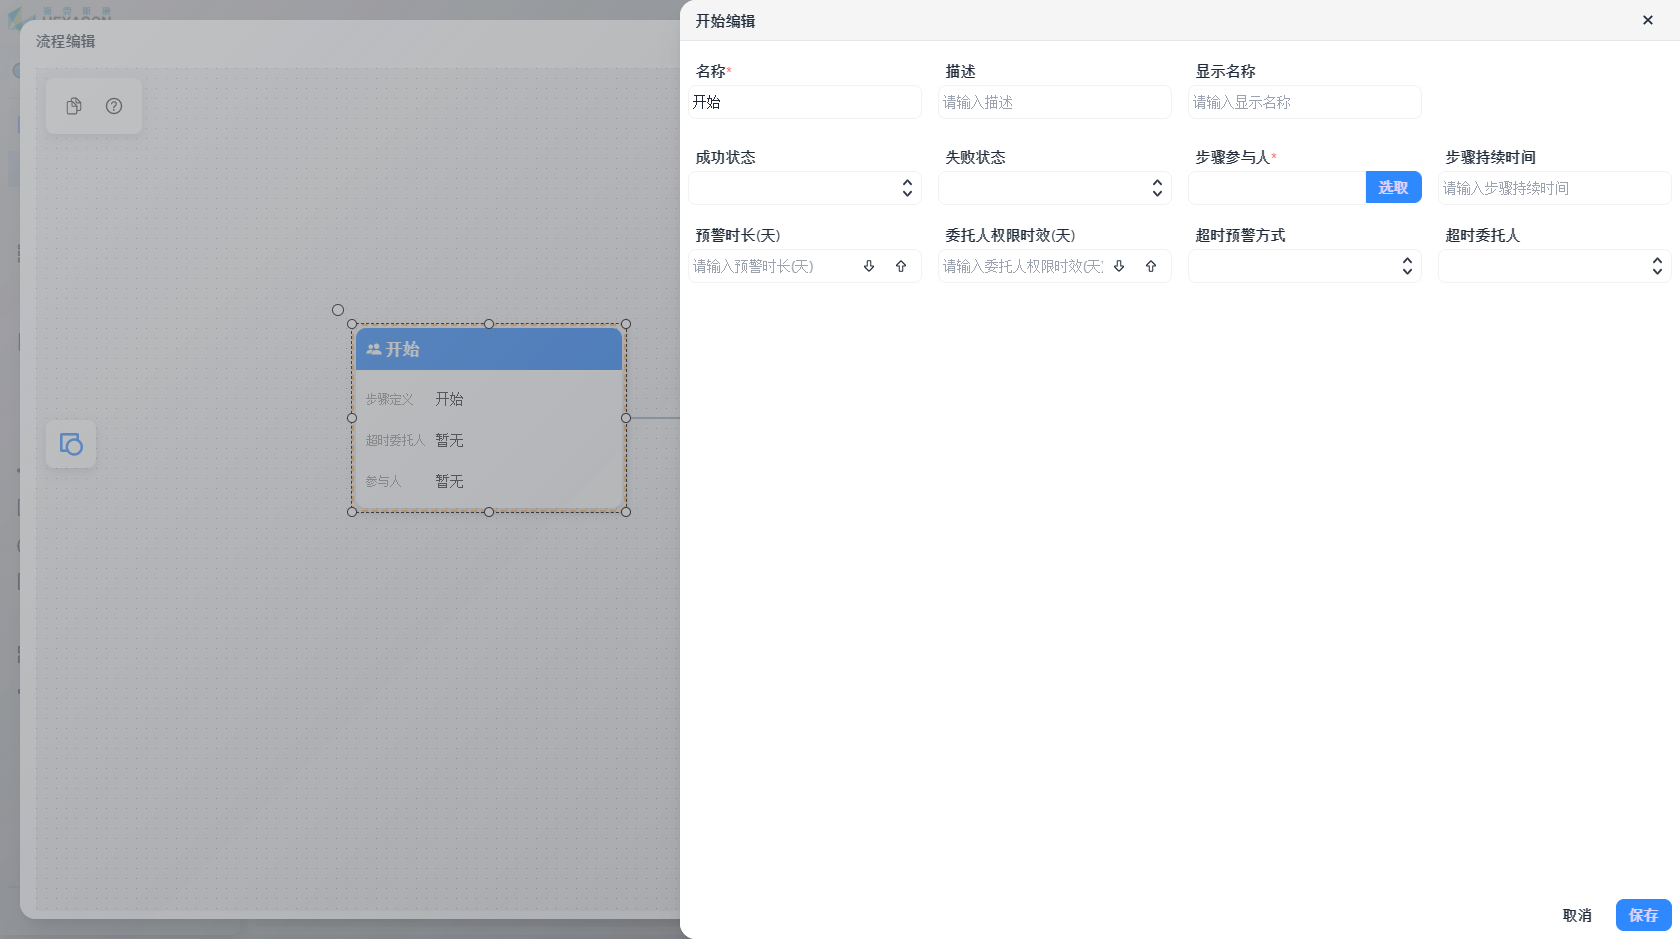 流程编辑
开始
步骤定义 开始
超时委托人 暂无
参与人 暂无
开始编辑
名称* 描述 显示名称
开始 请输入描述 请输入显示名称
成功状态 失败状态 步骤参与人* 步骤持续时间
选取 请输入步骤持续时间
预警时长(天) 委托人权限时效(天) 超时预警方式 超时委托人
请输入预警时长(天) 请输入委托人权限时效(天)
取消 保存